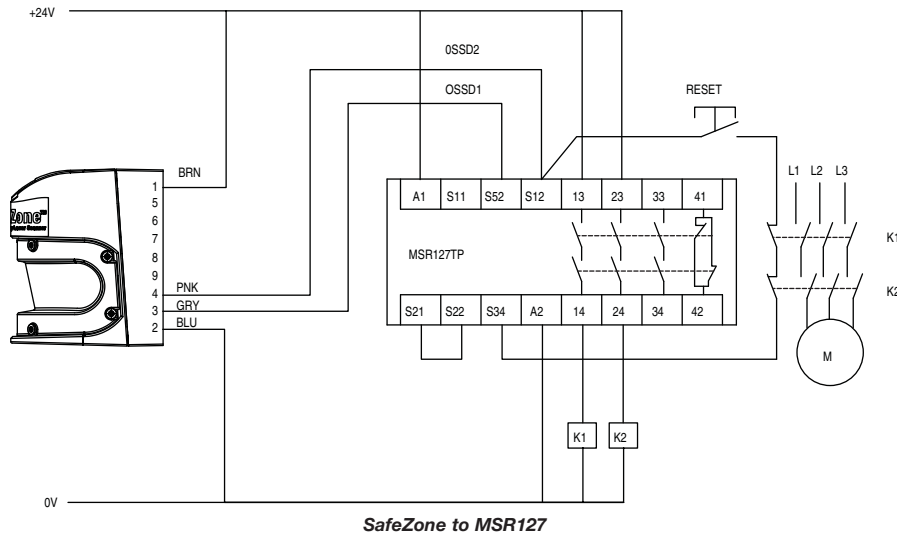 +24V
0SSD2
OSSD1
RESET
BRN
1
5
6
7
8
9
4
3
2
PNK
GRY
BLU
Zone™
A1 S11 S52 S12 13 23 33 41
MSR127TP
S21 S22 S34 A2 14 24 34 42
L1 L2 L3
K1
K2
M
K1 K2
0V
SafeZone to MSR127